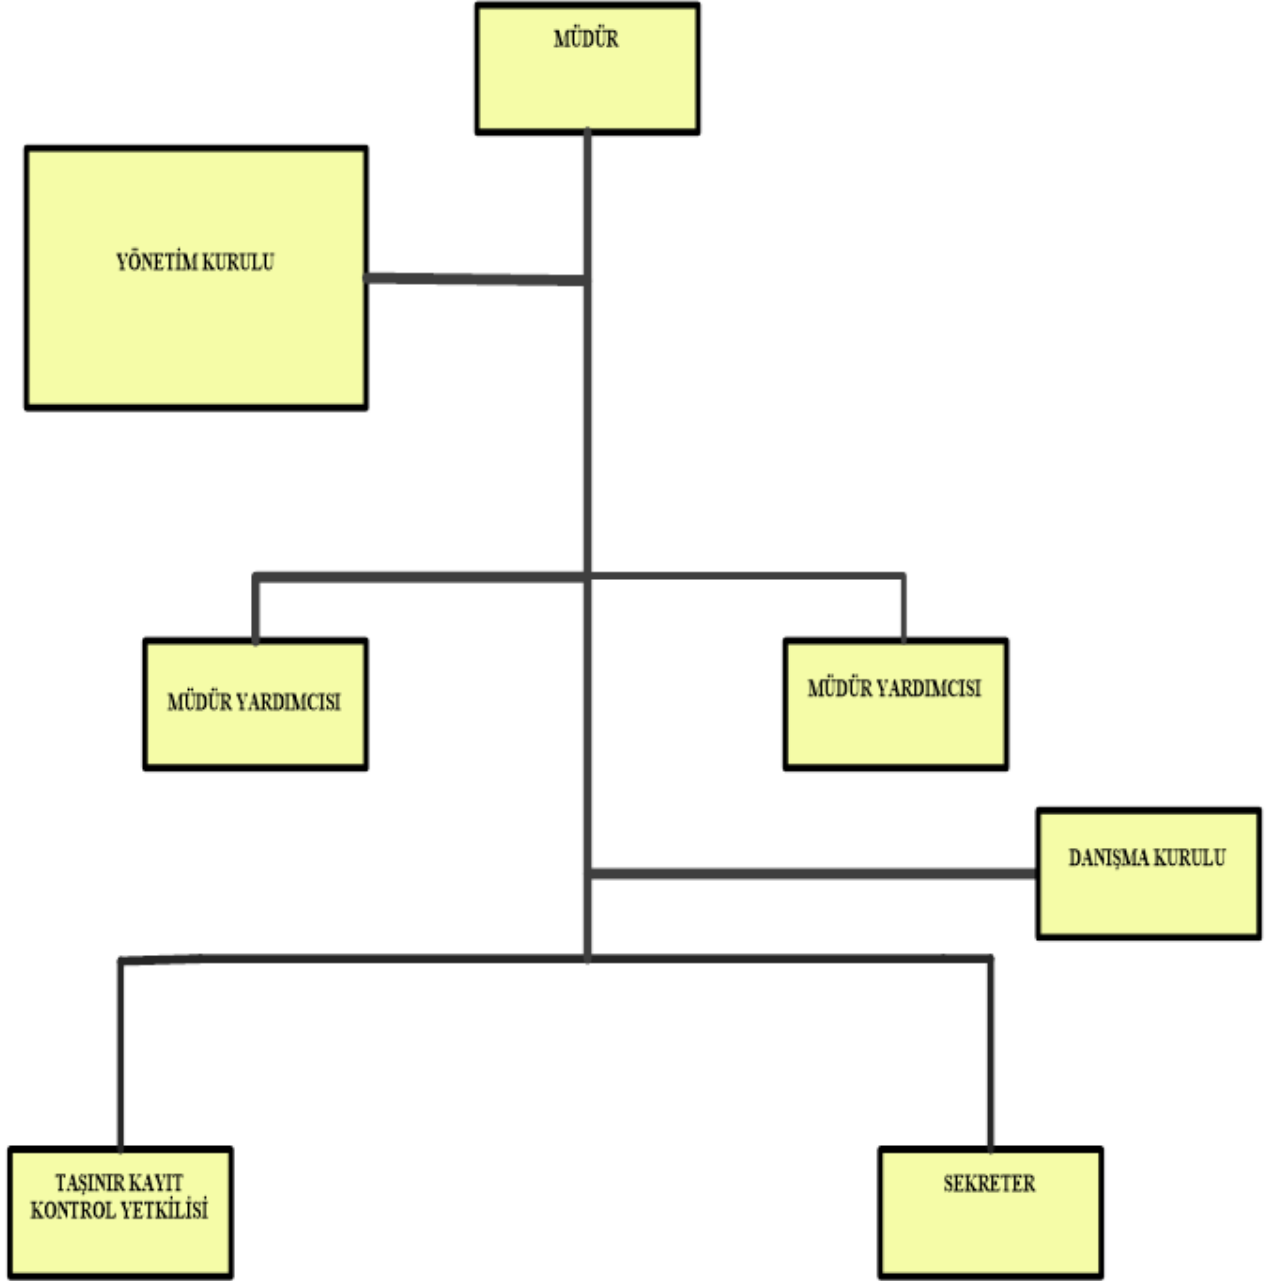 MÜDÜR
YÖNETİM KURULU
MÜDÜR YARDIMCISI
MÜDÜR YARDIMCISI
DANIŞMA KURULU
TAŞINIR KAYIT
KONTROL YETKİLİSİ
SEKRETER